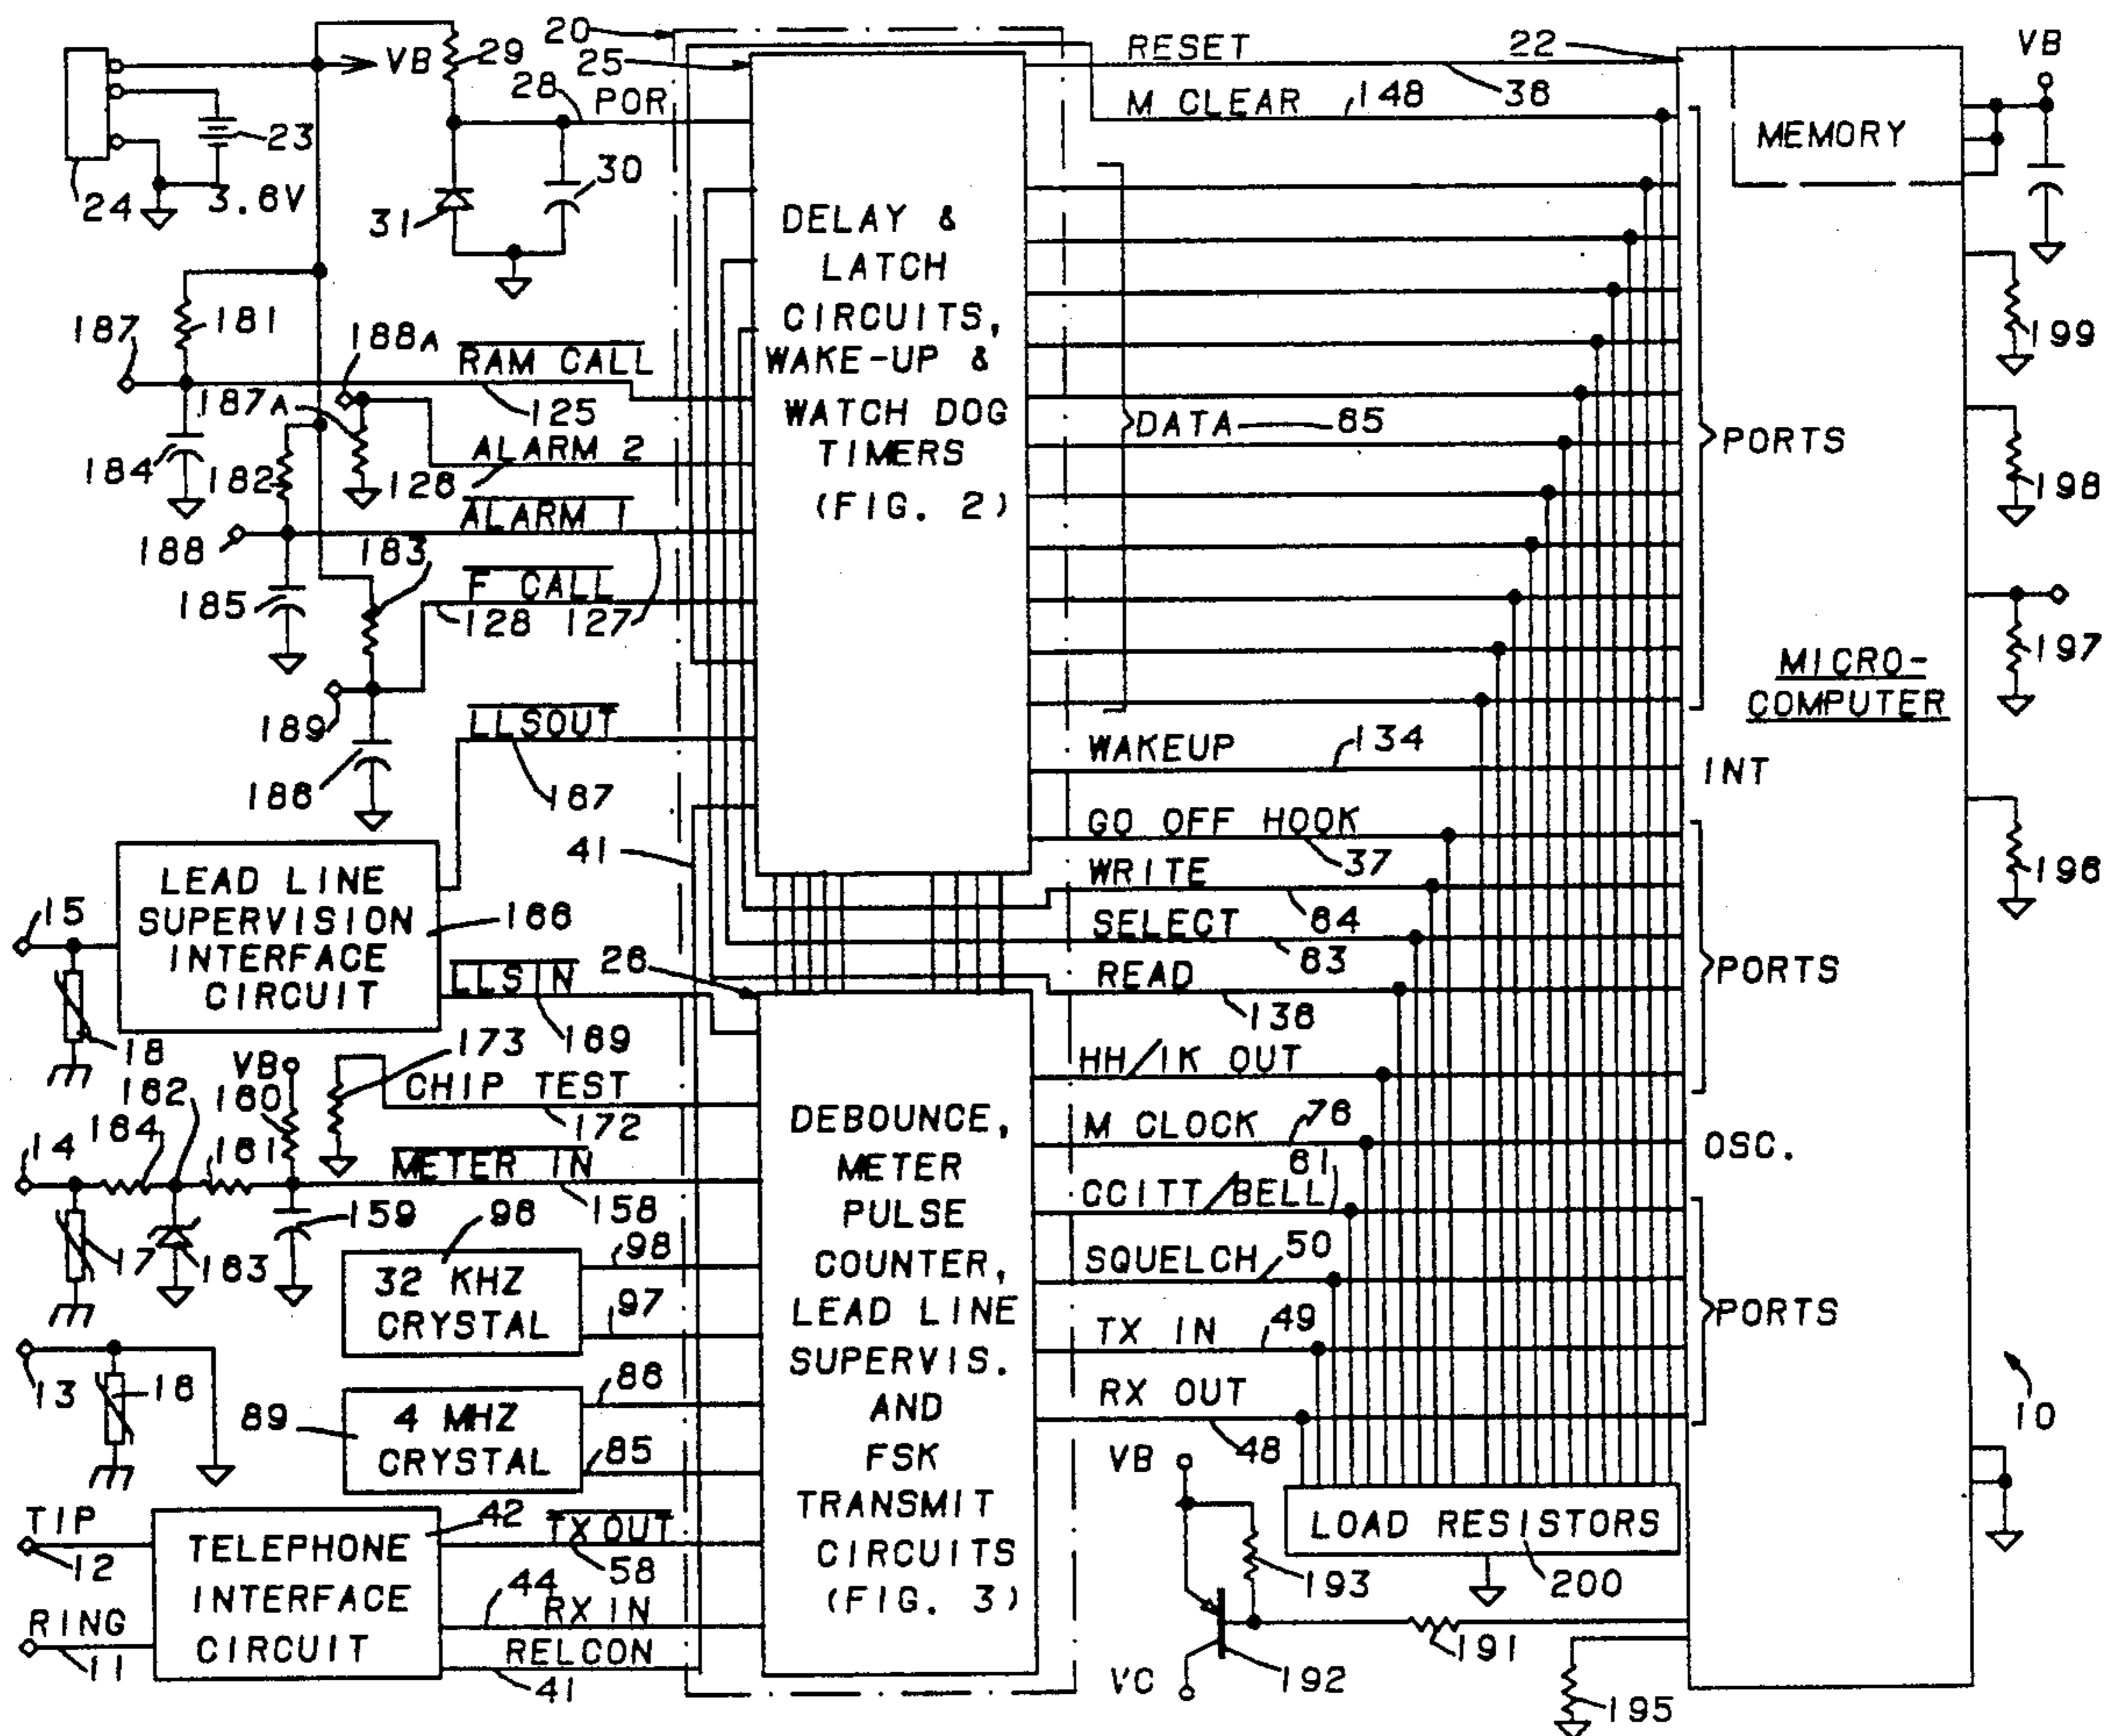 20
25
VB
29
28
POR
24
23
3.6V
31
30
RESET
36
22
VB
M CLEAR
148
MEMORY
DELAY &
LATCH
CIRCUITS,
WAKE-UP &
WATCH DOG
TIMERS
(FIG. 2)
187
181
188A
RAM CALL
125
187A
184
182
126
ALARM 2
ALARM 1
188
183
185
F CALL
128
127
189
186
LLSOUT
167
DATA
65
PORTS
199
198
197
196
MICRO-
COMPUTER
WAKEUP
134
INT
GO OFF HOOK
37
WRITE
64
SELECT
63
READ
136
PORTS
HH/1K OUT
M CLOCK
76
OSC.
CCITT/BELL
61
SQUELCH
50
TX IN
49
PORTS
RX OUT
48
10
41
26
15
LEAD LINE
SUPERVISION
INTERFACE
CIRCUIT
166
18
LLSIN
169
VB
173
CHIP TEST
172
162
160
164
161
14
METER IN
158
17
163
159
96
32 KHZ
CRYSTAL
98
97
13
16
89
4 MHZ
CRYSTAL
86
85
DEBOUNCE,
METER
PULSE
COUNTER,
LEAD LINE
SUPERVIS.
AND
FSK
TRANSMIT
CIRCUITS
(FIG. 3)
TIP
12
RING
11
TELEPHONE
INTERFACE
CIRCUIT
42
TX OUT
58
44
RX IN
RELCON
41
VB
193
LOAD RESISTORS
200
191
192
VC
195